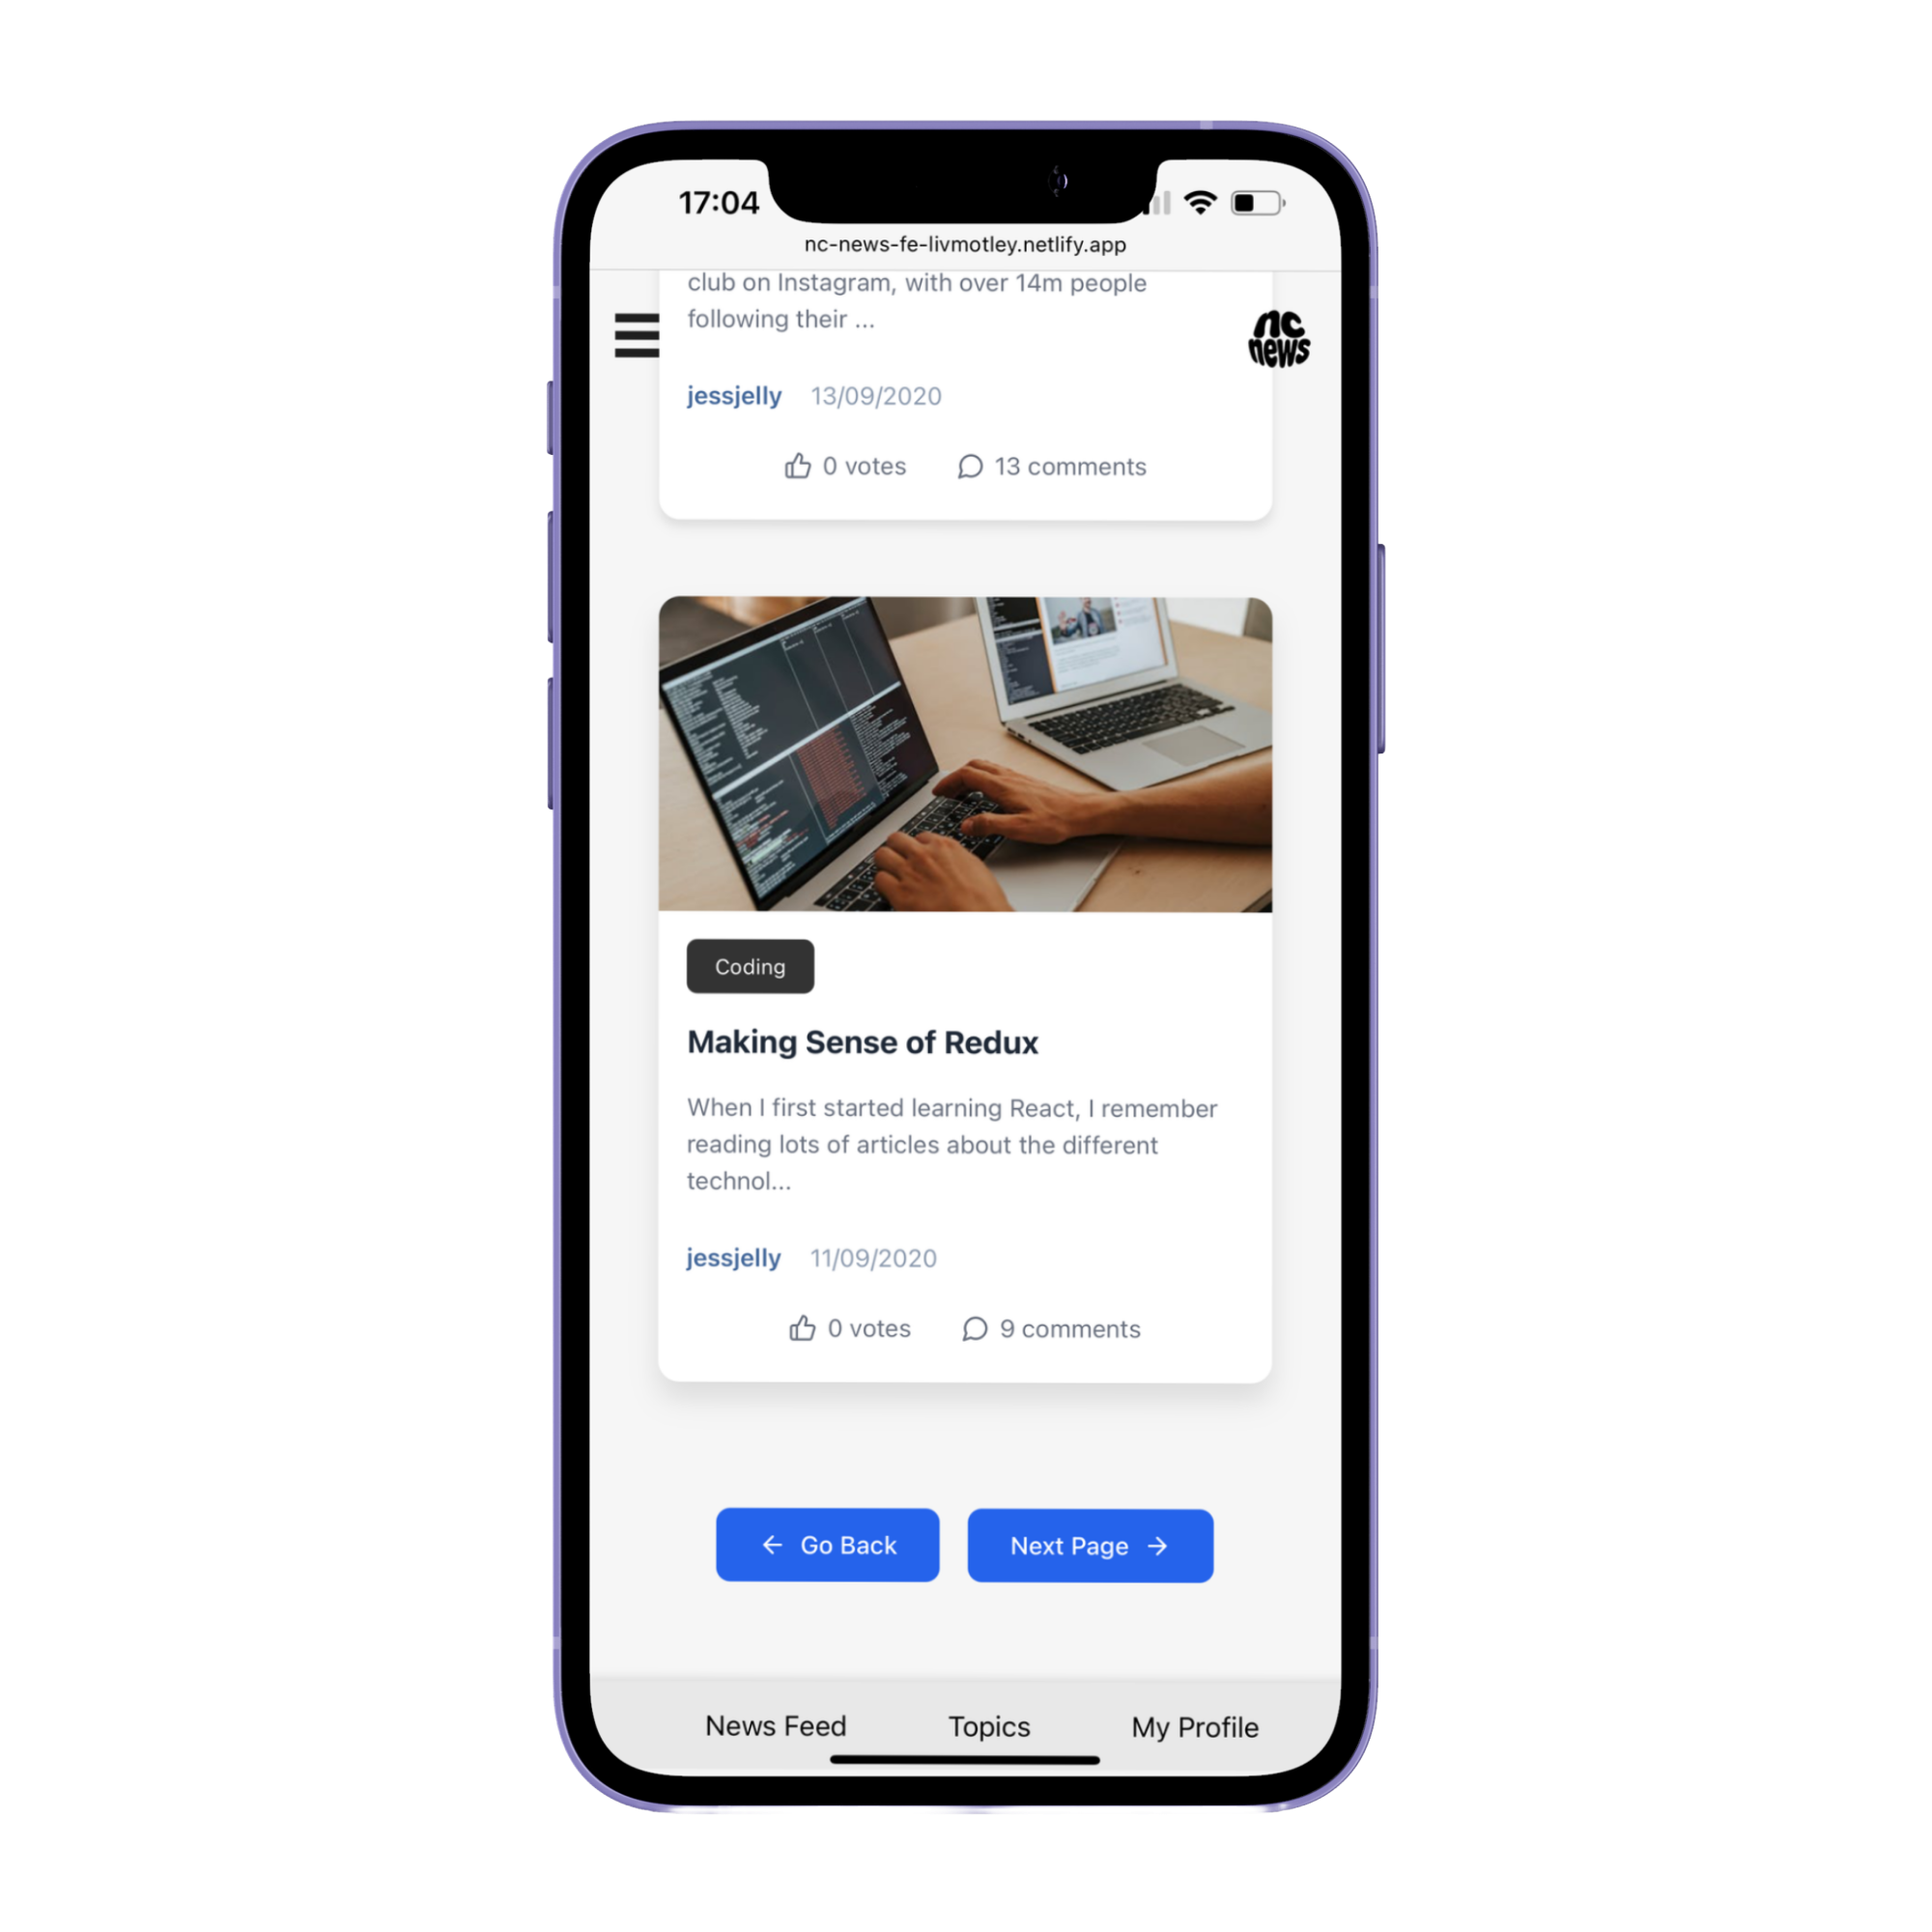 17:04
nc-news-fe-livmotley.netlify.app
club on Instagram, with over 14m people
following their ...
nc
news
jessjelly 13/09/2020
0 votes 13 comments
Coding
Making Sense of Redux
When I first started learning React, I remember
reading lots of articles about the different
technol...
jessjelly 11/09/2020
0 votes 9 comments
← Go Back Next Page →
News Feed Topics My Profile